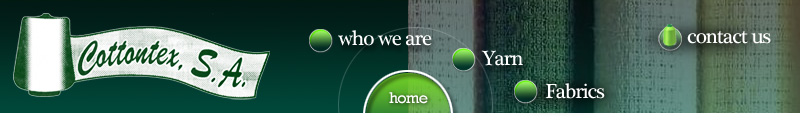 Cottontex, S.A.
who we are
Yarn
Fabrics
home
contact us